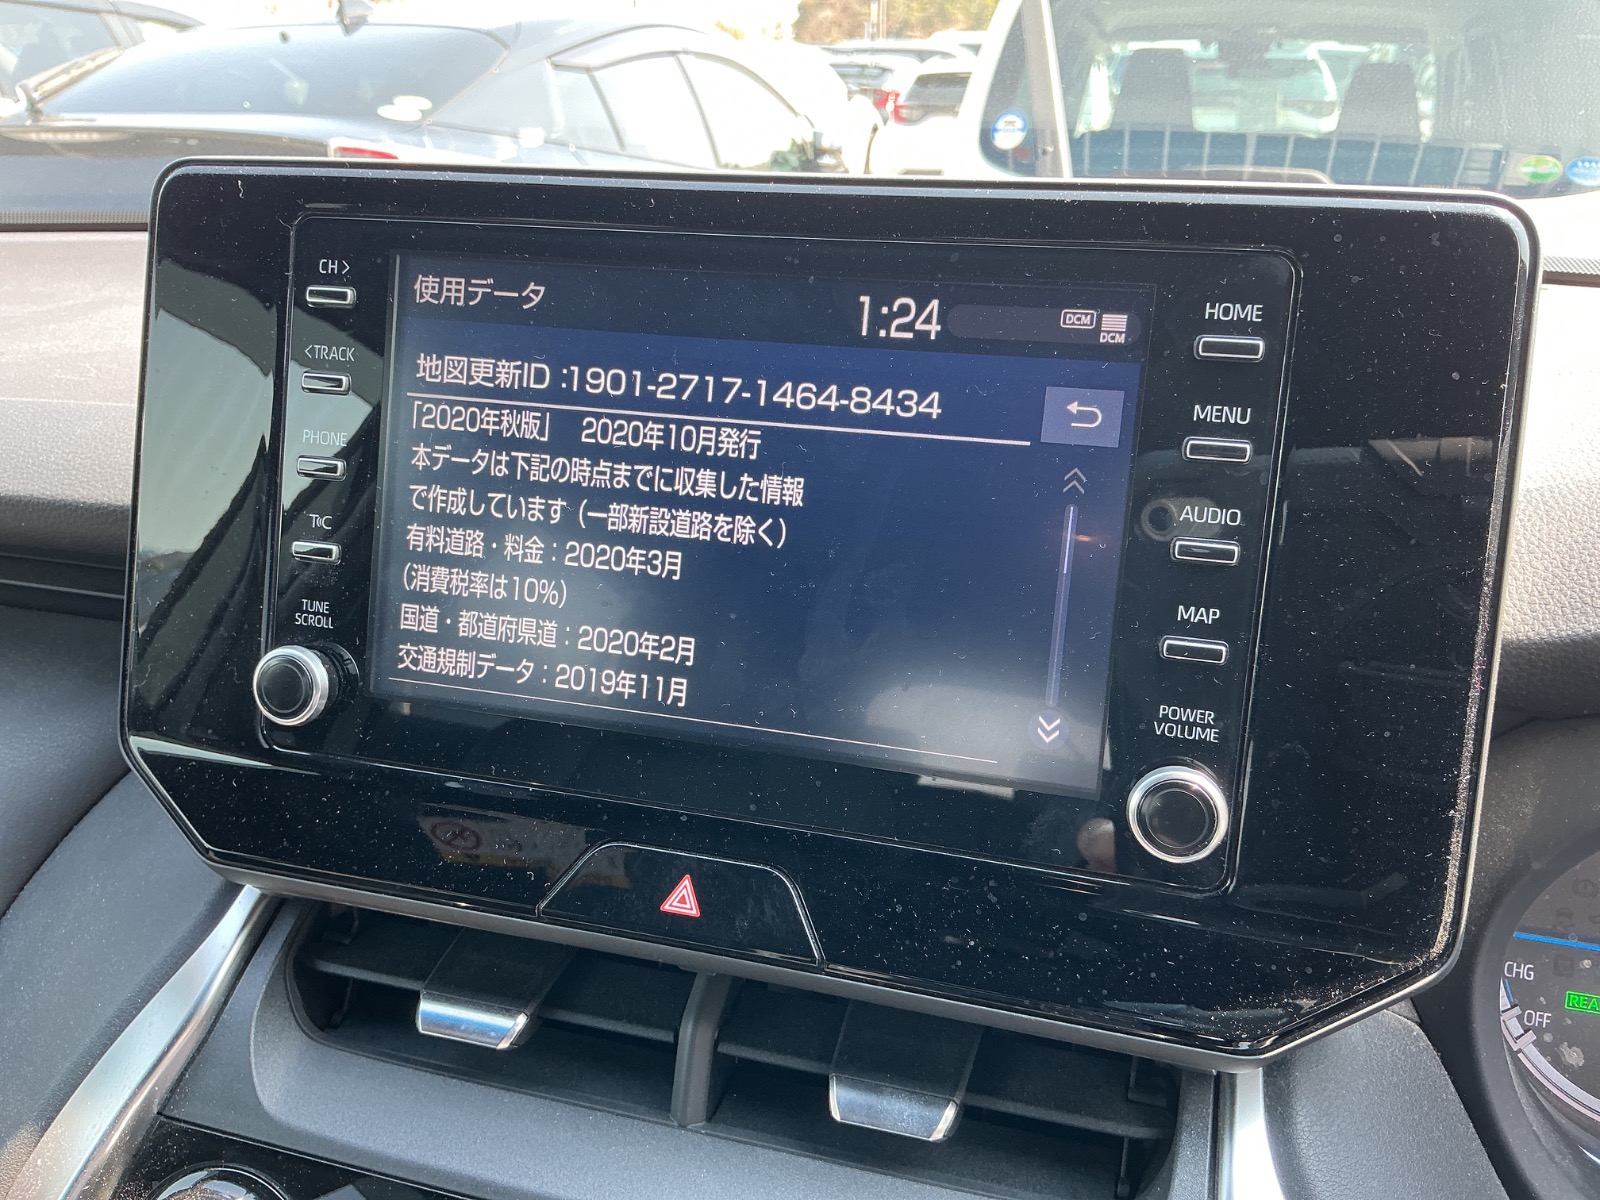 使用データ
1:24
DCM
DCM
地図更新ID :1901-2717-1464-8434
「2020年秋版」 2020年10月発行
本データは下記の時点までに収集した情報
で作成しています（一部新設道路を除く）
有料道路・料金：2020年3月
(消費税率は10%)
国道・都道府県道：2020年2月
交通規制データ：2019年11月
CH >
< TRACK
PHONE
T C
TUNE
SCROLL
HOME
MENU
AUDIO
MAP
POWER
VOLUME
CHG
OFF